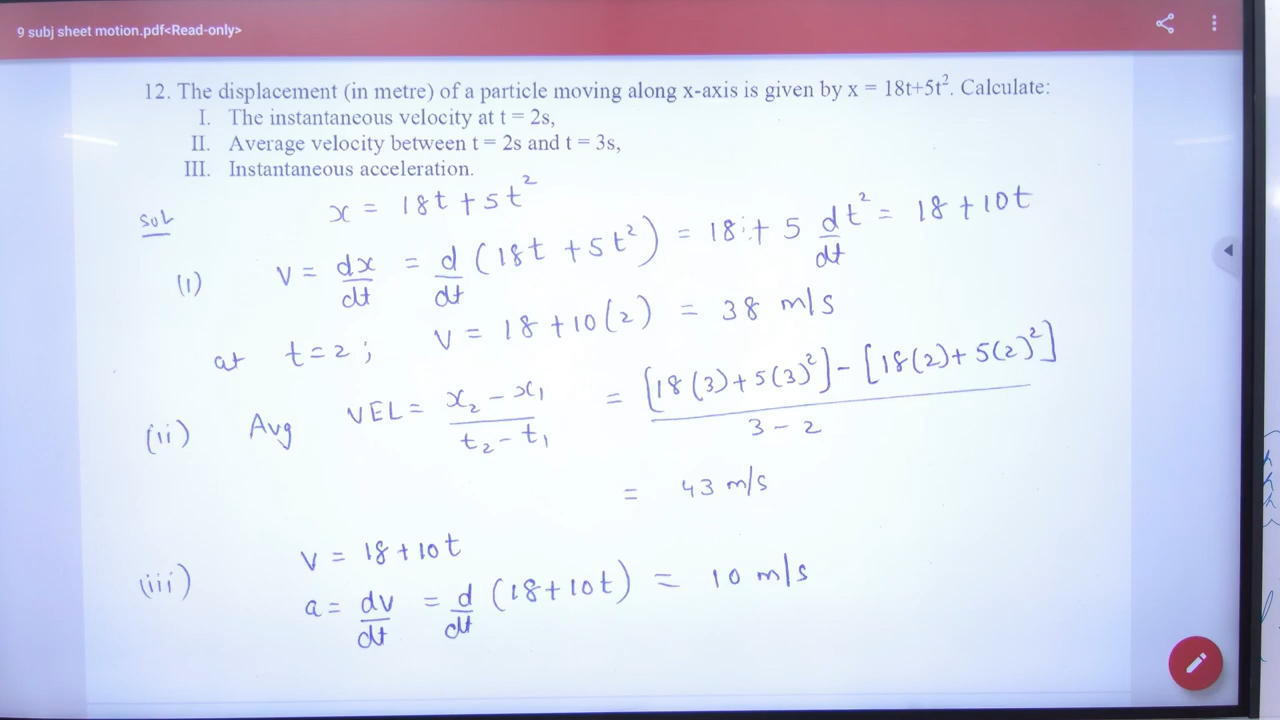 9 subj sheet motion.pdf<Read-only>
12. The displacement (in metre) of a particle moving along x-axis is given by x = 18t+5t². Calculate:
I. The instantaneous velocity at t = 2s,
II. Average velocity between t = 2s and t = 3s,
III. Instantaneous acceleration.
Sol x = 18t + 5t²
(i) V = dx/dt = d/dt (18t + 5t²) = 18 + 5 d/dt t² = 18 + 10t
at t = 2 ; V = 18 + 10(2) = 38 m/s
(ii) Avg VEL = x₂ - x₁ / t₂ - t₁ = [18(3) + 5(3)²] - [18(2) + 5(2)²] / 3 - 2
= 43 m/s
(iii) V = 18 + 10t
a = dv/dt = d/dt (18 + 10t) = 10 m/s